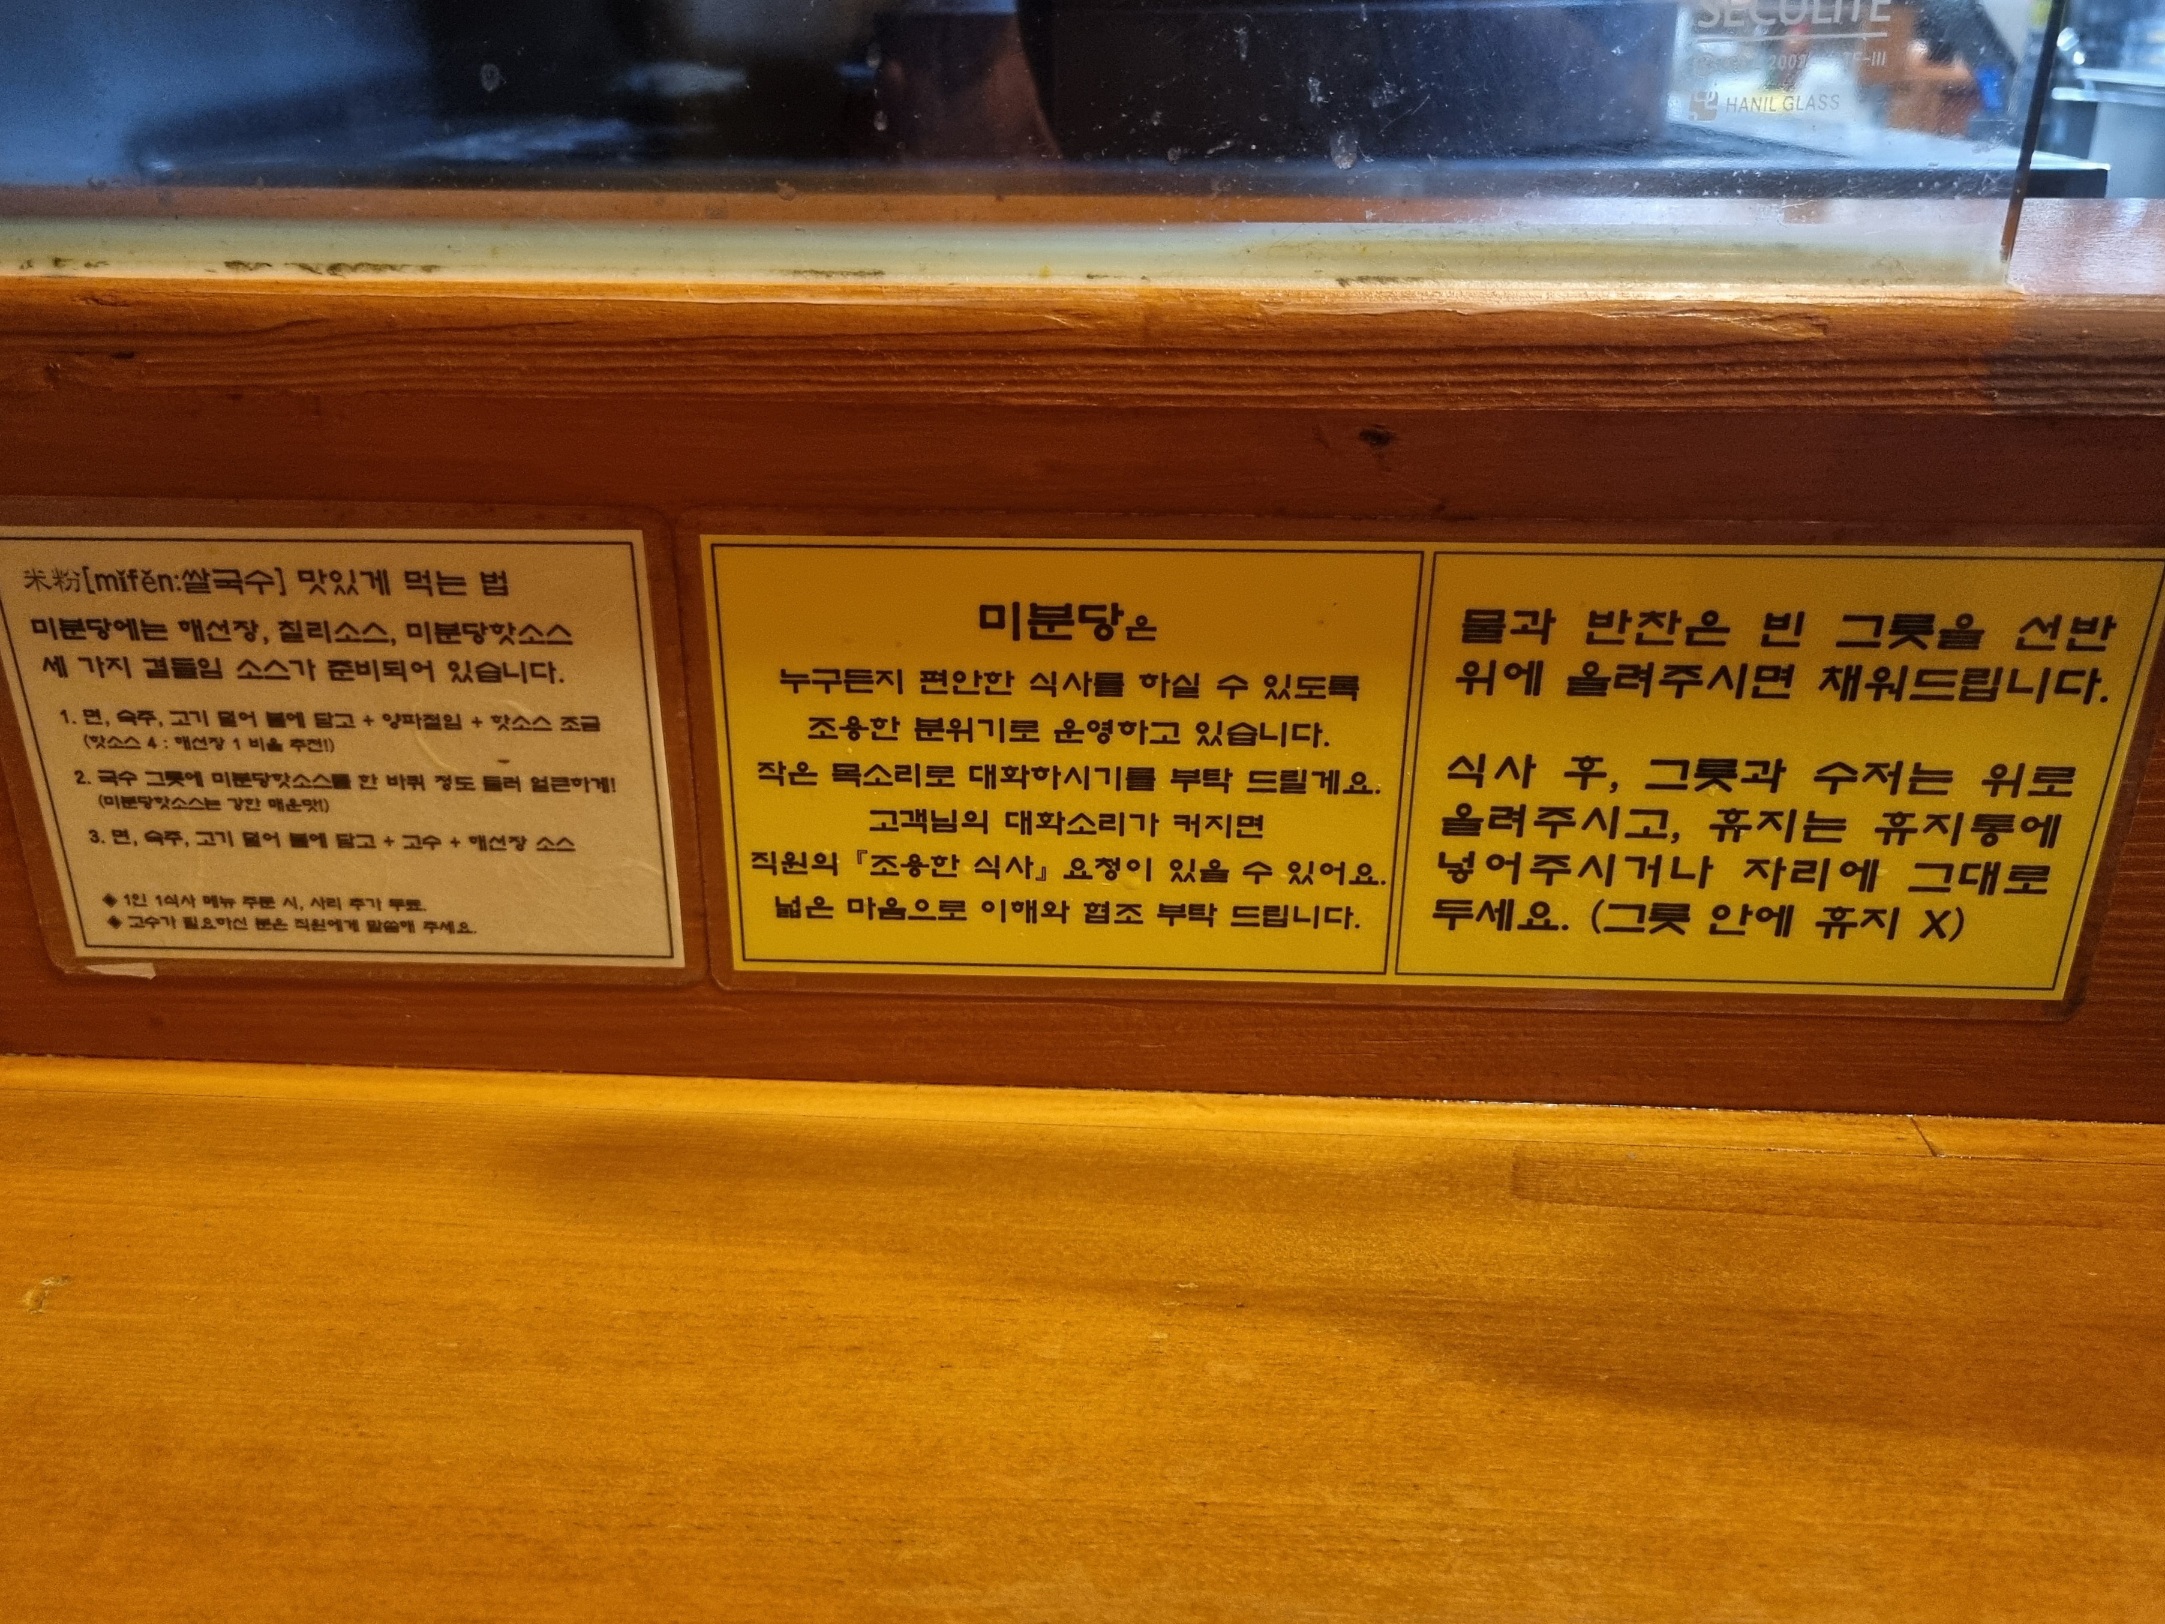 SECOLITE
HANIL GLASS
米粉[mǐfěn:쌀국수] 맛있게 먹는 법
미분당에는 해선장, 칠리소스, 미분당핫소스
세 가지 곁들임 소스가 준비되어 있습니다.
1. 면, 숙주, 고기 덜어 볼에 담고 + 양파절임 + 핫소스 조금
(핫소스 4 : 해선장 1 비율 추천!)
2. 국수 그릇에 미분당핫소스를 한 바퀴 정도 둘러 얼큰하게!
(미분당핫소스는 강한 매운맛!)
3. 면, 숙주, 고기 덜어 볼에 담고 + 고수 + 해선장 소스
◈ 1인 1식사 메뉴 주문 시, 사리 추가 무료.
◈ 고수가 필요하신 분은 직원에게 말씀해 주세요.
미분당은
누구든지 편안한 식사를 하실 수 있도록
조용한 분위기로 운영하고 있습니다.
작은 목소리로 대화하시기를 부탁 드릴게요.
고객님의 대화소리가 커지면
직원의 『조용한 식사』 요청이 있을 수 있어요.
넓은 마음으로 이해와 협조 부탁 드립니다.
물과 반찬은 빈 그릇을 선반
위에 올려주시면 채워드립니다.
식사 후, 그릇과 수저는 위로
올려주시고, 휴지는 휴지통에
넣어주시거나 자리에 그대로
두세요. (그릇 안에 휴지 X)